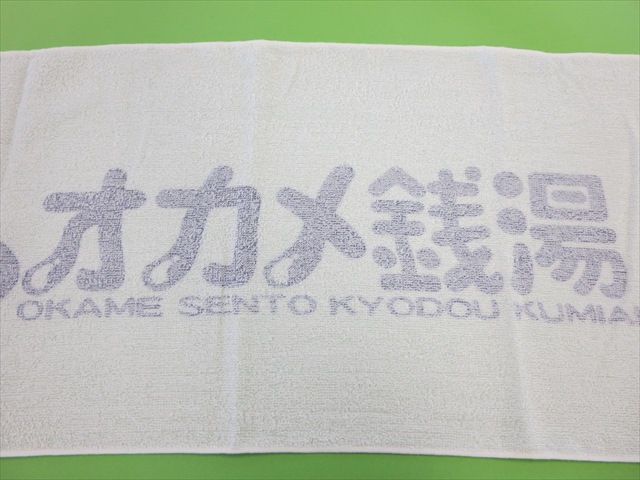 オカメ銭湯
OKAME SENTO KYODOU KUMIA